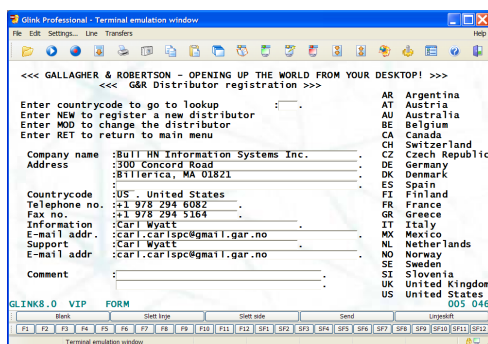 Glink Professional - Terminal emulation window
File Edit Settings... Line Transfers Help
<<< GALLAGHER & ROBERTSON - OPENING UP THE WORLD FROM YOUR DESKTOP! >>>
<<< G&R Distributor registration >>>
AR Argentina
Enter countrycode to go to lookup : . AT Austria
Enter NEW to register a new distributor AU Australia
Enter MOD to change the distributor BE Belgium
Enter RET to return to main menu CA Canada
CH Switzerland
Company name :Bull HN Information Systems Inc. . CZ Czech Republic
Address :300 Concord Road . DE Germany
:Billerica, MA 01821 . DK Denmark
: . ES Spain
Countrycode :US . United States FI Finland
Telephone no. :+1 978 294 6082 . FR France
Fax no. :+1 978 294 5164 . GR Greece
Information :Carl Wyatt . IT Italy
E-mail addr. :carl.carlspc@gmail.gar.no . MX Mexico
Support :Carl Wyatt . NL Netherlands
E-mail addr :carl.carlspc@gmail.gar.no . NO Norway
SE Sweden
Comment : . SI Slovenia
. UK United Kingdom
US United States
GLINK8.0 VIP FORM 005 046
Blank Slett linje Slett side Send Linjeskift
F1 F2 F3 F4 F5 F6 F7 F8 F9 F10 F11 F12 SF1 SF2 SF3 SF4 SF5 SF6 SF7 SF8 SF9 SF10 SF11 SF12
Terminal emulation window